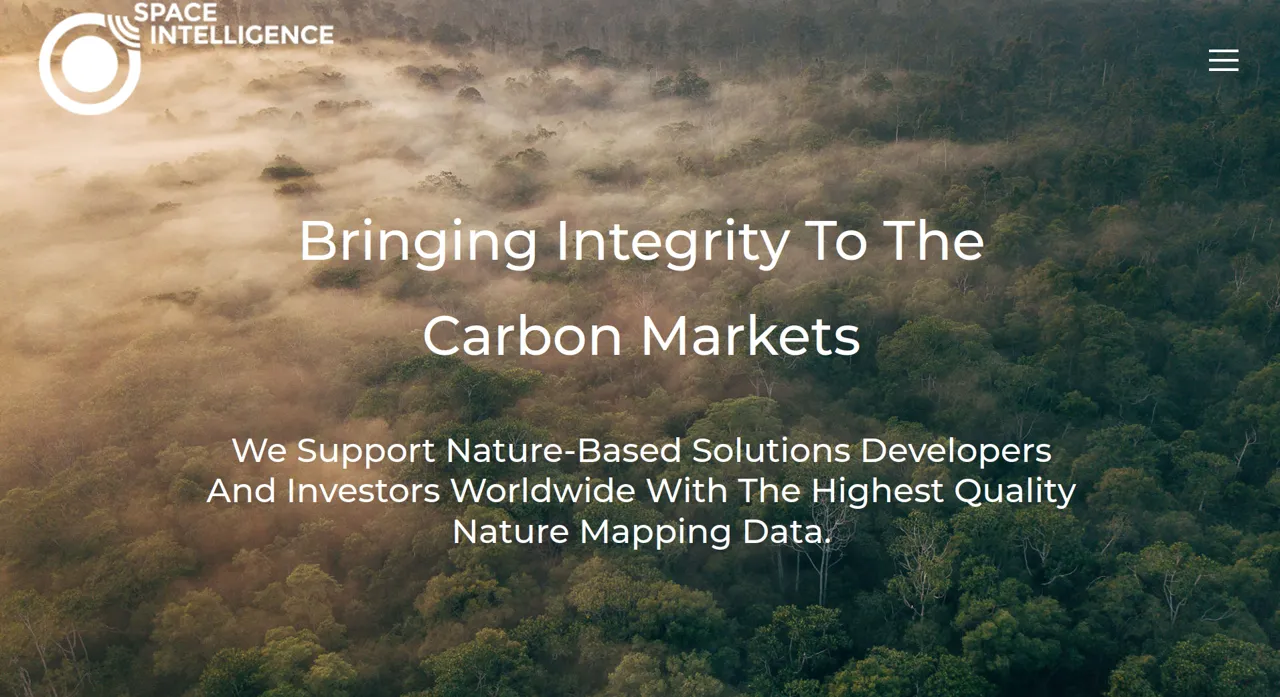 SPACE
INTELLIGENCE
Bringing Integrity To The
Carbon Markets
We Support Nature-Based Solutions Developers
And Investors Worldwide With The Highest Quality
Nature Mapping Data.